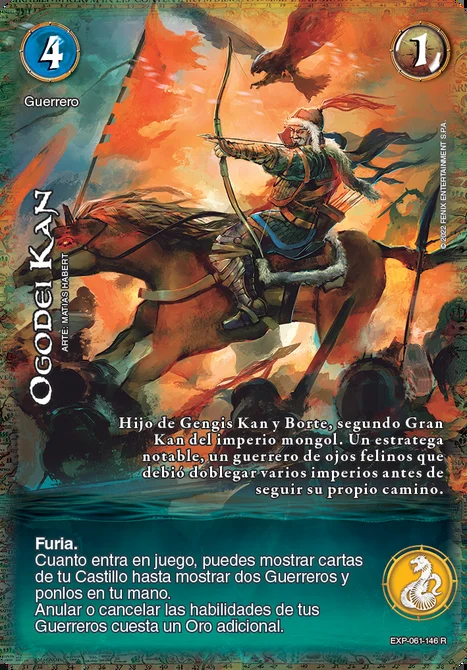 4
1
Guerrero
© 2022 FENIX ENTERTAINMENT S.P.A.
OGODEI KAN
ARTE: MATÍAS HABERT
Hijo de Gengis Kan y Borte, segundo Gran
Kan del imperio mongol. Un estratega
notable, un guerrero de ojos felinos que
debió doblegar varios imperios antes de
seguir su propio camino.
Furia.
Cuanto entra en juego, puedes mostrar cartas
de tu Castillo hasta mostrar dos Guerreros y
ponlos en tu mano.
Anular o cancelar las habilidades de tus
Guerreros cuesta un Oro adicional.
EXP-061-146 R